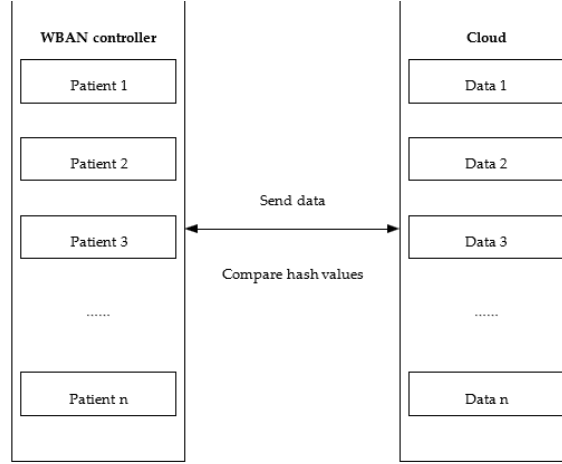 WBAN controller
Patient 1
Patient 2
Patient 3
......
Patient n
Send data
Compare hash values
Cloud
Data 1
Data 2
Data 3
......
Data n